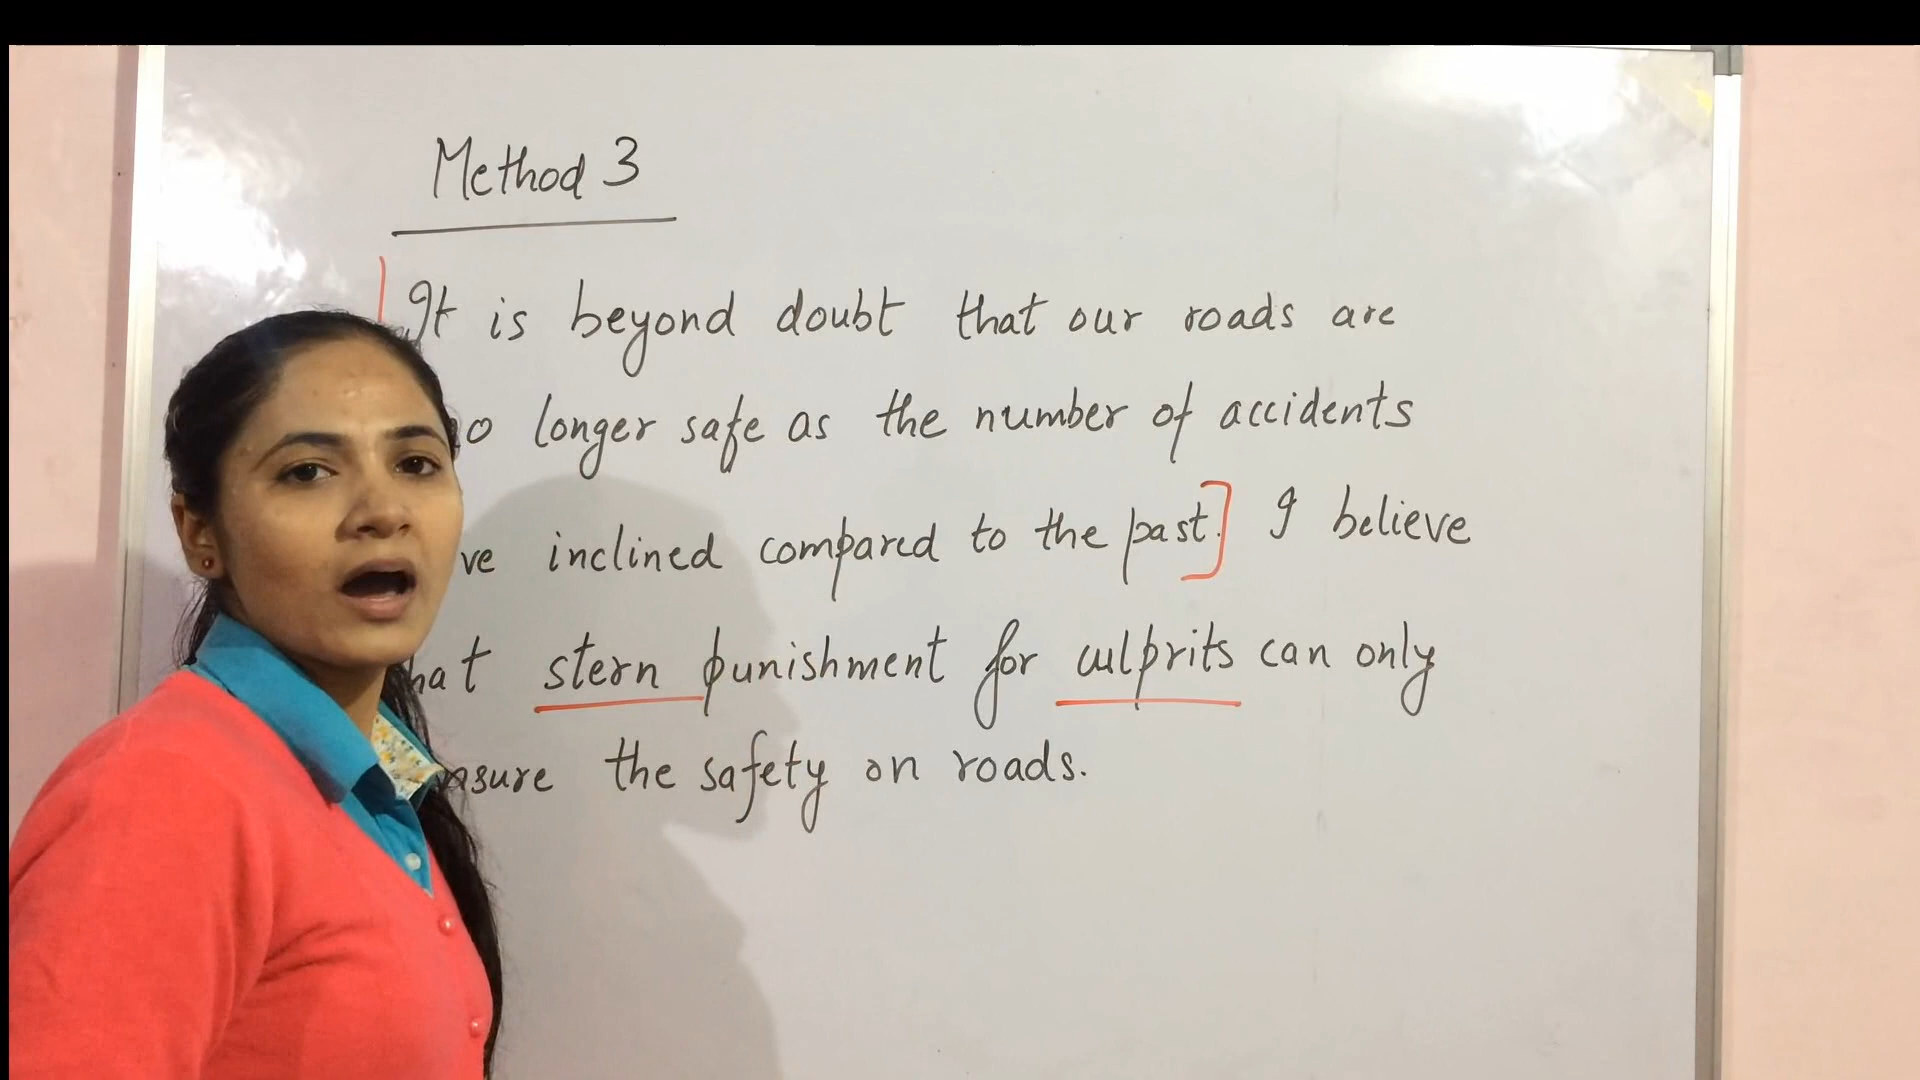 Method 3
It is beyond doubt that our roads are
no longer safe as the number of accidents
ve inclined compared to the past. I believe
hat stern punishment for culprits can only
nsure the safety on roads.